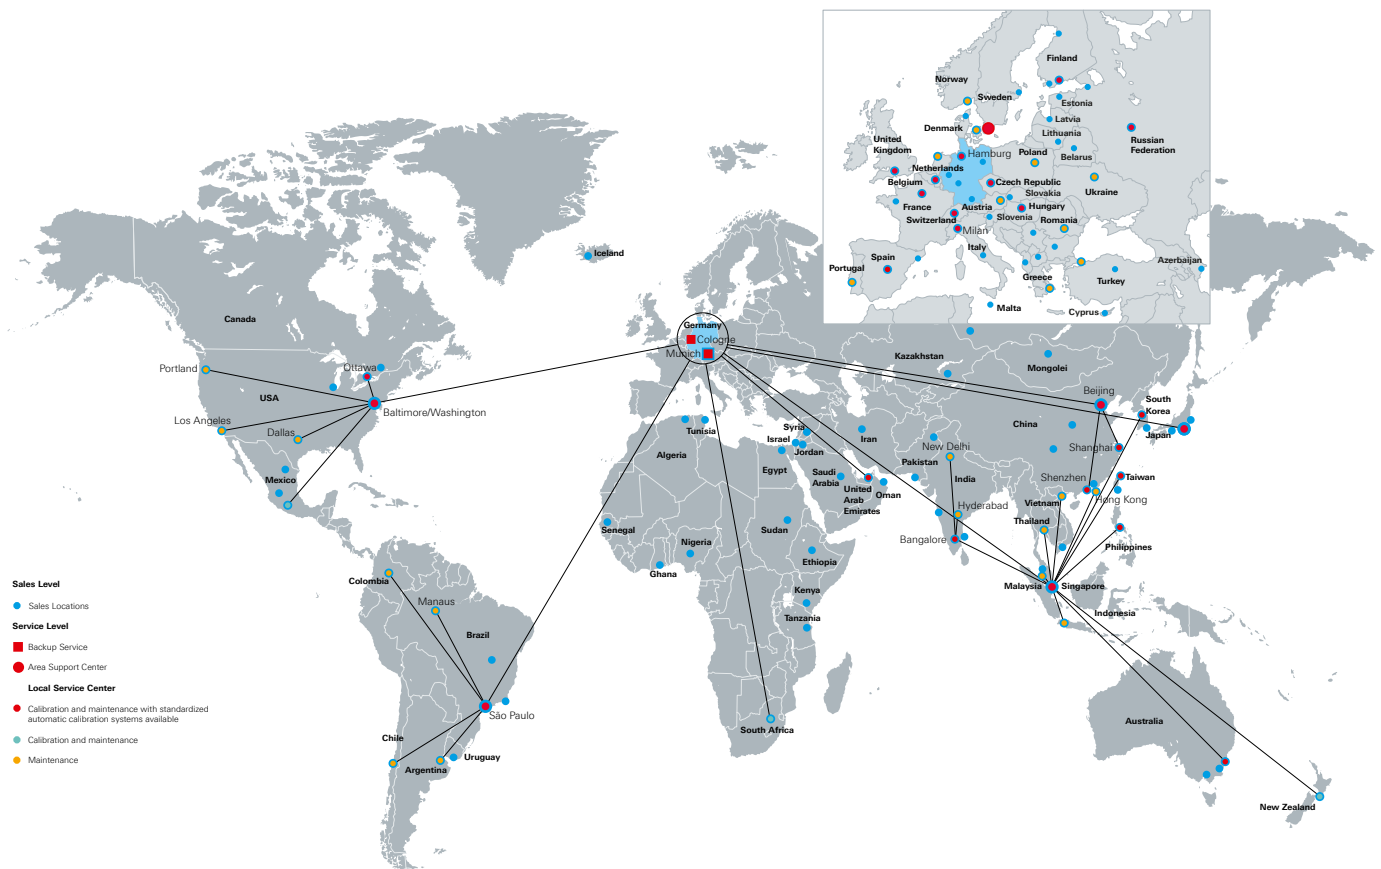 Norway
Finland
Sweden
Estonia
Latvia
Denmark
Lithuania
United
Kingdom
Russian
Federation
Hamburg
Poland
Belarus
Netherlands
Belgium
Czech Republic
Slovakia
Ukraine
France
Austria
Hungary
Switzerland
Slovenia
Romania
Milan
Italy
Spain
Portugal
Greece
Turkey
Azerbaijan
Malta
Cyprus
Iceland
Canada
Germany
Cologne
Munich
Kazakhstan
Mongolei
Portland
Ottawa
USA
Beijing
South
Korea
Los Angeles
Baltimore/Washington
Dallas
Tunisia
Syria
Israel
Jordan
Iran
China
Japan
New Delhi
Shanghai
Algeria
Mexico
Egypt
Saudi
Arabia
Pakistan
India
United
Arab
Emirates
Oman
Shenzhen
Taiwan
Hong Kong
Vietnam
Hyderabad
Thailand
Senegal
Sudan
Nigeria
Bangalore
Philippines
Ghana
Ethiopia
Colombia
Kenya
Malaysia
Singapore
Manaus
Tanzania
Indonesia
Brazil
São Paulo
South Africa
Australia
Chile
Uruguay
Argentina
New Zealand
Sales Level
Sales Locations
Service Level
Backup Service
Area Support Center
Local Service Center
Calibration and maintenance with standardized
automatic calibration systems available
Calibration and maintenance
Maintenance